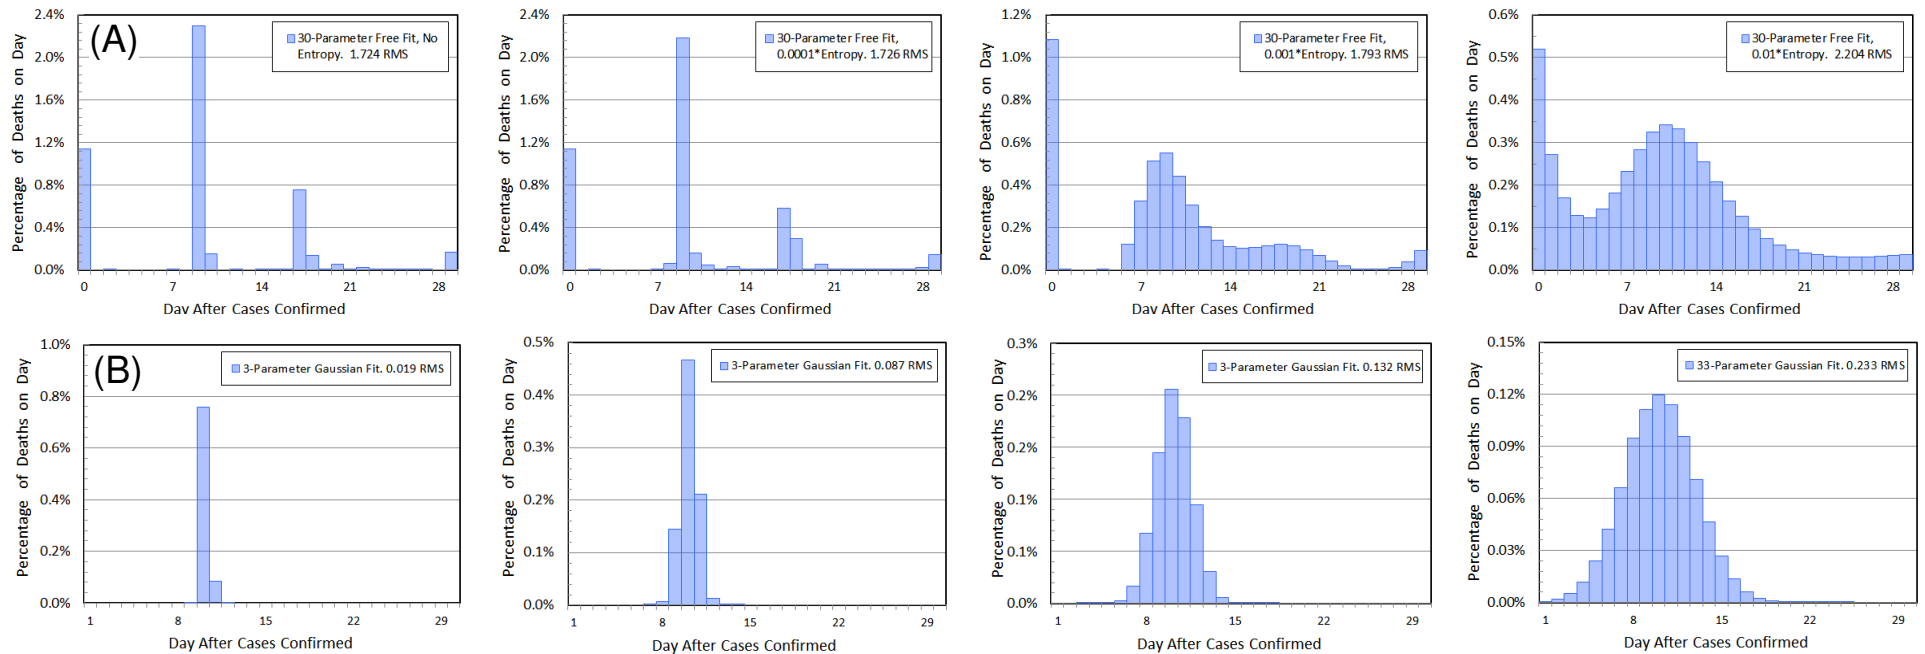 (A)
Percentage of Deaths on Day
2.4%
2.0%
1.6%
1.2%
0.8%
0.4%
0.0%
30-Parameter Free Fit, No
Entropy. 1.724 RMS
0 7 14 21 28
Day After Cases Confirmed
Percentage of Deaths on Day
2.4%
2.0%
1.6%
1.2%
0.8%
0.4%
0.0%
30-Parameter Free Fit,
0.0001*Entropy. 1.726 RMS
0 7 14 21 28
Day After Cases Confirmed
Percentage of Deaths on Day
1.2%
1.0%
0.8%
0.6%
0.4%
0.2%
0.0%
30-Parameter Free Fit,
0.001*Entropy. 1.793 RMS
0 7 14 21 28
Day After Cases Confirmed
Percentage of Deaths on Day
0.6%
0.5%
0.4%
0.3%
0.2%
0.1%
0.0%
30-Parameter Free Fit,
0.01*Entropy. 2.204 RMS
0 7 14 21 28
Day After Cases Confirmed
(B)
Percentage of Deaths on Day
1.0%
0.8%
0.6%
0.4%
0.2%
0.0%
3-Parameter Gaussian Fit. 0.019 RMS
1 8 15 22 29
Day After Cases Confirmed
Percentage of Deaths on Day
0.5%
0.4%
0.3%
0.2%
0.1%
0.0%
3-Parameter Gaussian Fit. 0.087 RMS
1 8 15 22 29
Day After Cases Confirmed
Percentage of Deaths on Day
0.3%
0.2%
0.2%
0.1%
0.1%
0.0%
3-Parameter Gaussian Fit. 0.132 RMS
1 8 15 22 29
Day After Cases Confirmed
Percentage of Deaths on Day
0.15%
0.12%
0.09%
0.06%
0.03%
0.00%
33-Parameter Gaussian Fit. 0.233 RMS
1 8 15 22 29
Day After Cases Confirmed